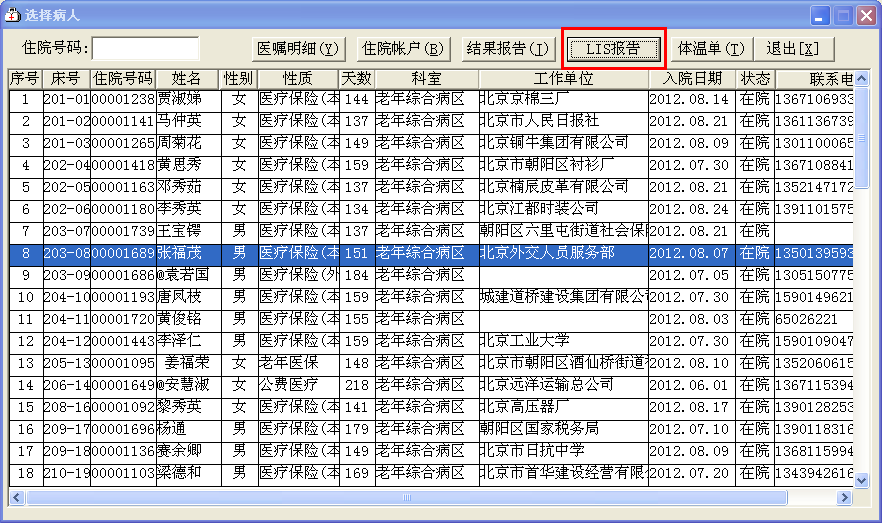 选择病人
住院号码: 医嘱明细(Y) 住院帐户(B) 结果报告(J) LIS报告 体温单(T) 退出[X]
序号 床号 住院号码 姓名 性别 性质 天数 科室 工作单位 入院日期 状态 联系电
1 201-01 00001238 贾淑娣 女 医疗保险(本 144 老年综合病区 北京京棉三厂 2012.08.14 在院 1367106933
2 201-02 00001141 马仲英 女 医疗保险(本 137 老年综合病区 北京市人民日报社 2012.08.21 在院 1361136739
3 201-03 00001265 周菊花 女 医疗保险(本 149 老年综合病区 北京铜牛集团有限公司 2012.08.09 在院 1301100065
4 202-04 00001418 黄思秀 女 医疗保险(本 159 老年综合病区 北京市朝阳区衬衫厂 2012.07.30 在院 1367108841
5 202-05 00001163 邓秀茹 女 医疗保险(本 137 老年综合病区 北京楠辰皮革有限公司 2012.08.21 在院 1352147172
6 202-06 00001180 李秀英 女 医疗保险(本 134 老年综合病区 北京江都时装公司 2012.08.24 在院 1391101575
7 203-07 00001739 王宝锷 男 医疗保险(本 137 老年综合病区 朝阳区六里屯街道社会保 2012.08.21 在院
8 203-08 00001689 张福茂 男 医疗保险(本 151 老年综合病区 北京外交人员服务部 2012.08.07 在院 1350139593
9 203-09 00001686 @袁若国 男 医疗保险(外 184 老年综合病区 2012.07.05 在院 1305150775
10 204-10 00001193 唐凤枝 男 医疗保险(本 159 老年综合病区 城建道桥建设集团有限公 2012.07.30 在院 1590149621
11 204-11 00001720 黄俊铭 男 医疗保险(本 155 老年综合病区 2012.08.03 在院 65026221
12 204-12 00001443 李泽仁 男 医疗保险(本 159 老年综合病区 北京工业大学 2012.07.30 在院 1590109047
13 205-13 00001095 姜福荣 女 老年医保 148 老年综合病区 北京市朝阳区酒仙桥街道 2012.08.10 在院 1352060615
14 206-14 00001649 @安慧淑 女 公费医疗 218 老年综合病区 北京远洋运输总公司 2012.06.01 在院 1367115394
15 208-16 00001092 黎秀英 女 医疗保险(本 141 老年综合病区 北京高压器厂 2012.08.17 在院 1390128253
16 209-17 00001696 杨通 男 医疗保险(本 179 老年综合病区 朝阳区国家税务局 2012.07.10 在院 1390118316
17 209-18 00001136 赛余卿 男 医疗保险(本 149 老年综合病区 北京市日抗中学 2012.08.09 在院 1368115994
18 210-19 00001103 梁德和 男 医疗保险(本 169 老年综合病区 北京市首华建设经营有限 2012.07.20 在院 1343942616